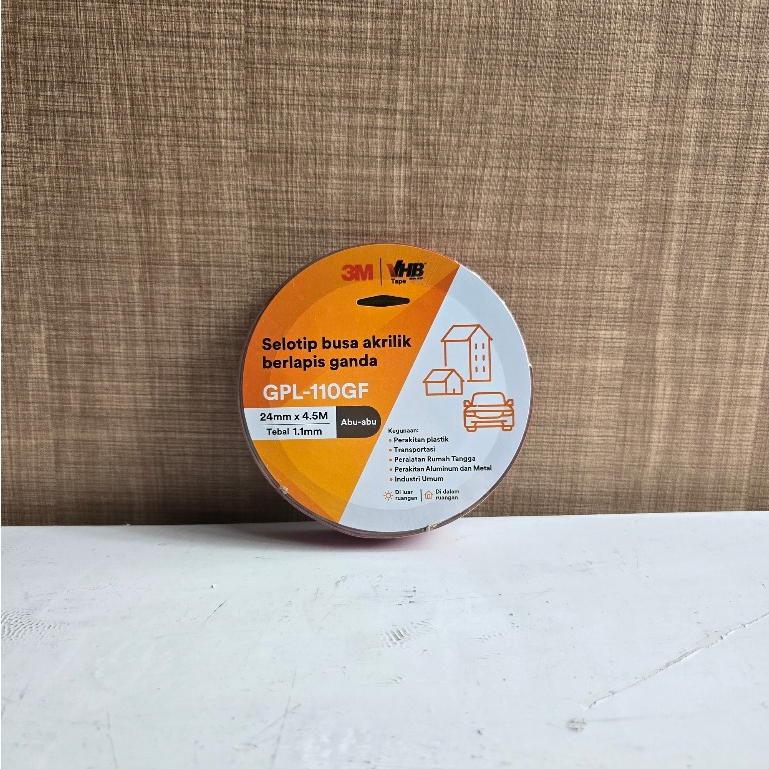 3M VHB
Tape
Selotip busa akrilik
berlapis ganda
GPL-110GF
24mm x 4.5M
Tebal 1.1mm
Abu-abu
Kegunaan:
• Perakitan plastik
• Transportasi
• Peralatan Rumah Tangga
• Perakitan Aluminum dan Metal
• Industri Umum
Di luar
ruangan
Di dalam
ruangan